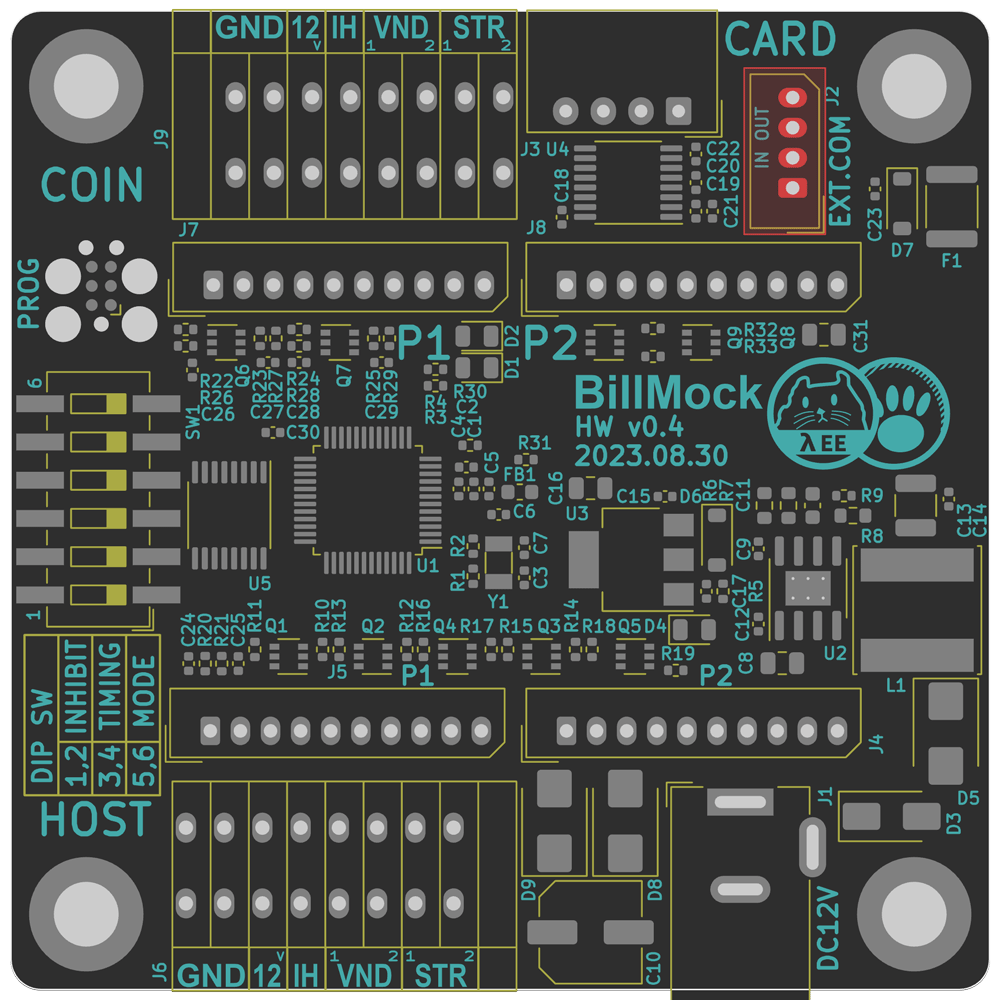 GND 12V IH VND STR
1 2 1 2
CARD
J2
OUT
IN
EXT.COM
J9
J3 U4
C22
C20
C19
C18
C21
COIN
J7
J8
C23
D7
F1
PROG
P1
D2
D1
P2
Q9
R32
R33
Q8
C31
R22
R26
C26
Q6
R23
R27
C27
R24
R28
C28
Q7
R25
R29
C29
R4
R3
R30
C2
C1
C4
6
SW1
C30
BillMock
HW v0.4
2023.08.30
λEE
R31
C5
FB1
C6
C16
U3
C15
D6
R6
R7
C11
R9
R8
C13
C14
U5
U1
R2
R1
Y1
C7
C3
C9
R5
C17
C12
U2
1
C24
R20
R21
C25
R11
Q1
R10
R13
Q2
R12
R16
Q4
R17
R15
Q3
R14
R18
Q5
D4
R19
C8
L1
J5
P1
P2
DIP SW
1,2 INHIBIT
3,4 TIMING
5,6 MODE
J4
HOST
J1
D5
D3
D9
D8
C10
DC12V
J6
GND 12V IH VND STR
1 2 1 2